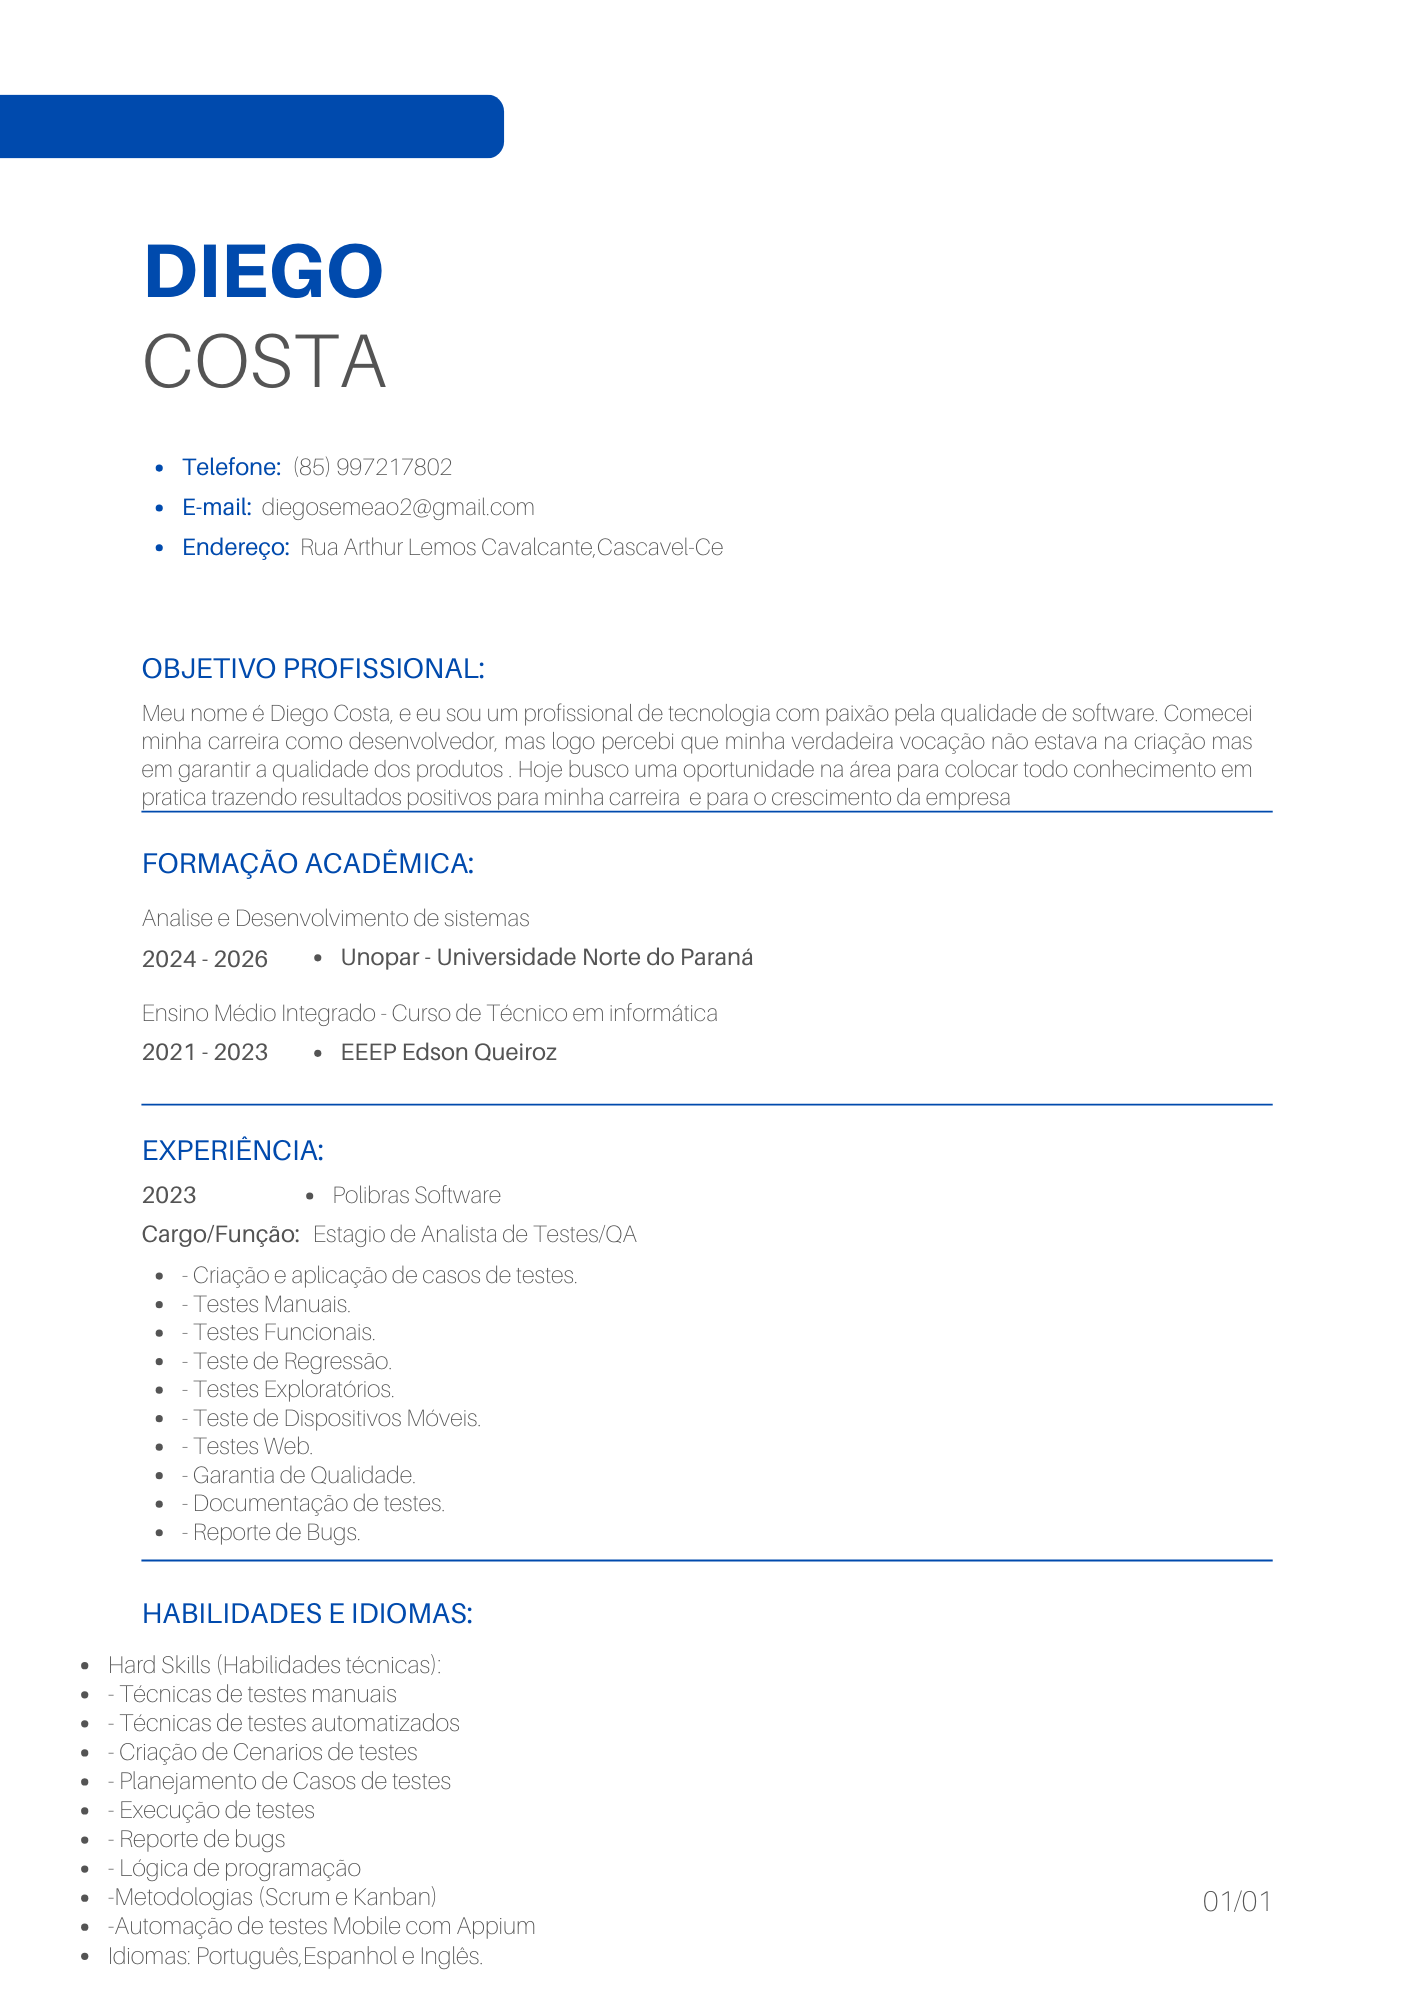 DIEGO
COSTA
• Telefone: (85) 997217802
• E-mail: diegosemeao2@gmail.com
• Endereço: Rua Arthur Lemos Cavalcante,Cascavel-Ce
OBJETIVO PROFISSIONAL:
Meu nome é Diego Costa, e eu sou um profissional de tecnologia com paixão pela qualidade de software. Comecei
minha carreira como desenvolvedor, mas logo percebi que minha verdadeira vocação não estava na criação mas
em garantir a qualidade dos produtos . Hoje busco uma oportunidade na área para colocar todo conhecimento em
pratica trazendo resultados positivos para minha carreira e para o crescimento da empresa
FORMAÇÃO ACADÊMICA:
Analise e Desenvolvimento de sistemas
2024 - 2026 • Unopar - Universidade Norte do Paraná
Ensino Médio Integrado - Curso de Técnico em informática
2021 - 2023 • EEEP Edson Queiroz
EXPERIÊNCIA:
2023 • Polibras Software
Cargo/Função: Estagio de Analista de Testes/QA
• - Criação e aplicação de casos de testes.
• - Testes Manuais.
• - Testes Funcionais.
• - Teste de Regressão.
• - Testes Exploratórios.
• - Teste de Dispositivos Móveis.
• - Testes Web.
• - Garantia de Qualidade.
• - Documentação de testes.
• - Reporte de Bugs.
HABILIDADES E IDIOMAS:
• Hard Skills (Habilidades técnicas):
• - Técnicas de testes manuais
• - Técnicas de testes automatizados
• - Criação de Cenarios de testes
• - Planejamento de Casos de testes
• - Execução de testes
• - Reporte de bugs
• - Lógica de programação
• -Metodologias (Scrum e Kanban)
• -Automação de testes Mobile com Appium
• Idiomas: Português,Espanhol e Inglês.
01/01